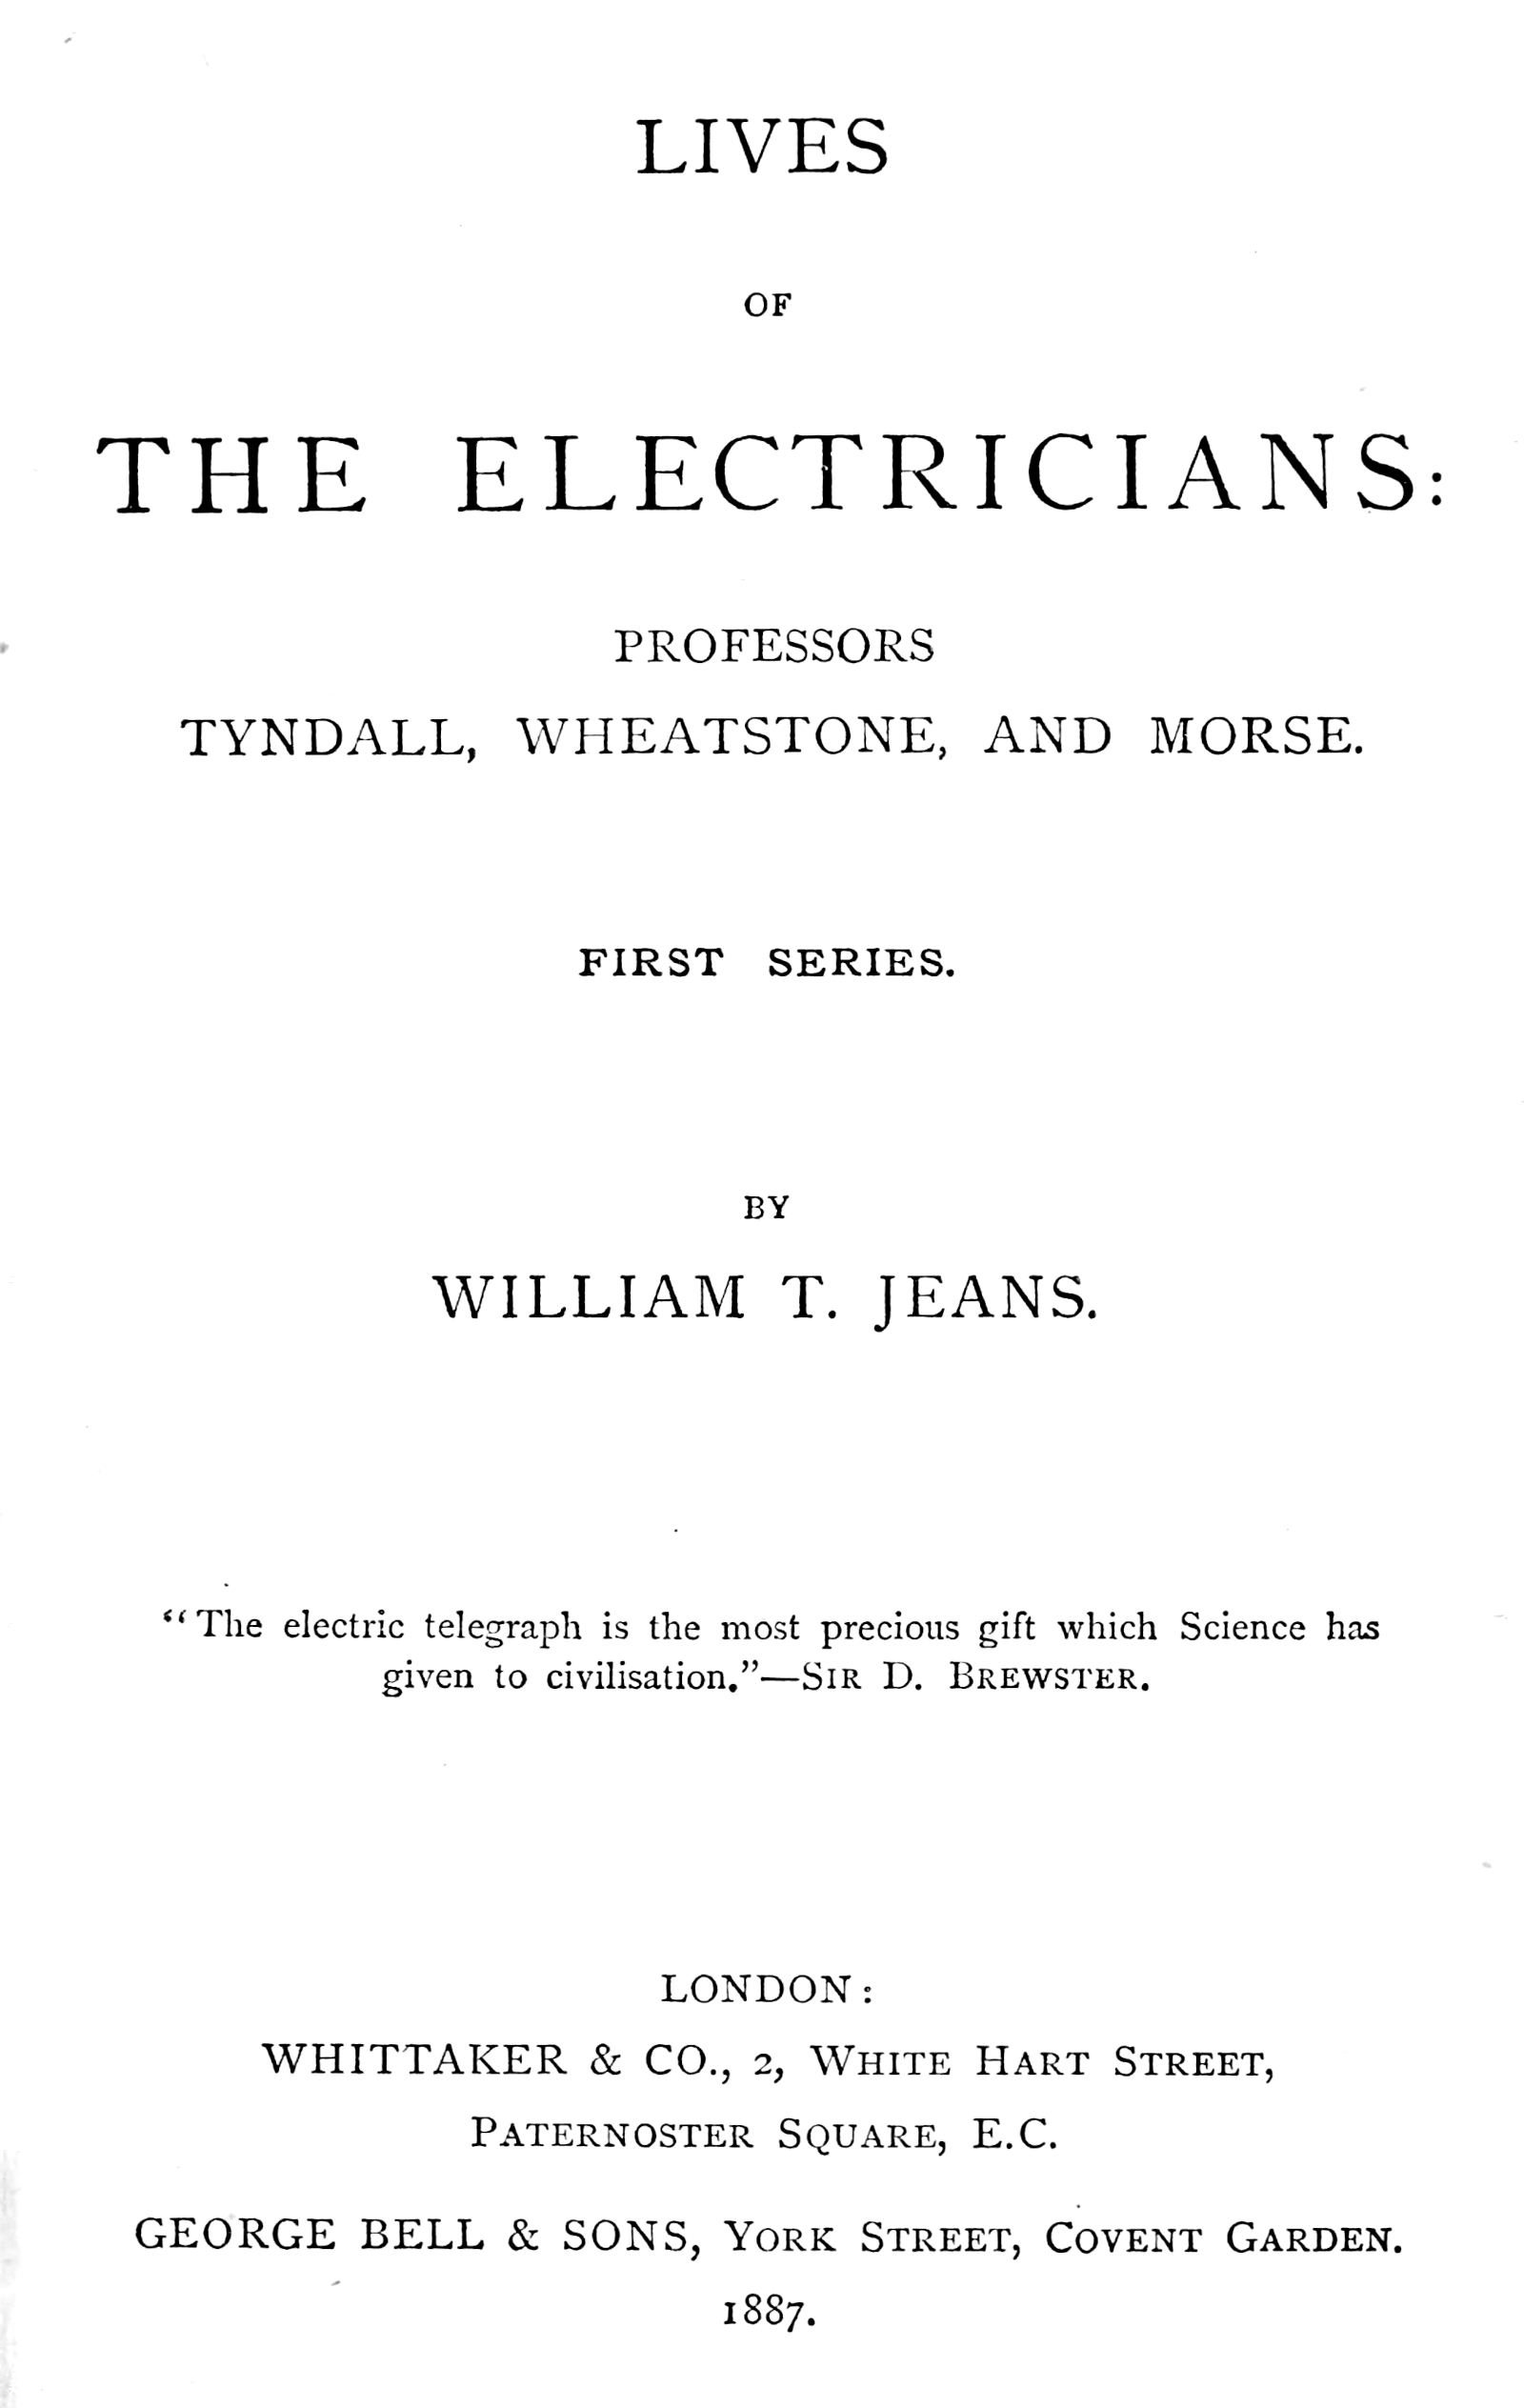 LIVES
OF
THE ELECTRICIANS:
PROFESSORS
TYNDALL, WHEATSTONE, AND MORSE.
FIRST SERIES.
BY
WILLIAM T. JEANS.
“The electric telegraph is the most precious gift which Science has
given to civilisation.”—SIR D. BREWSTER.
LONDON:
WHITTAKER & CO., 2, WHITE HART STREET,
PATERNOSTER SQUARE, E.C.
GEORGE BELL & SONS, YORK STREET, COVENT GARDEN.
1887.